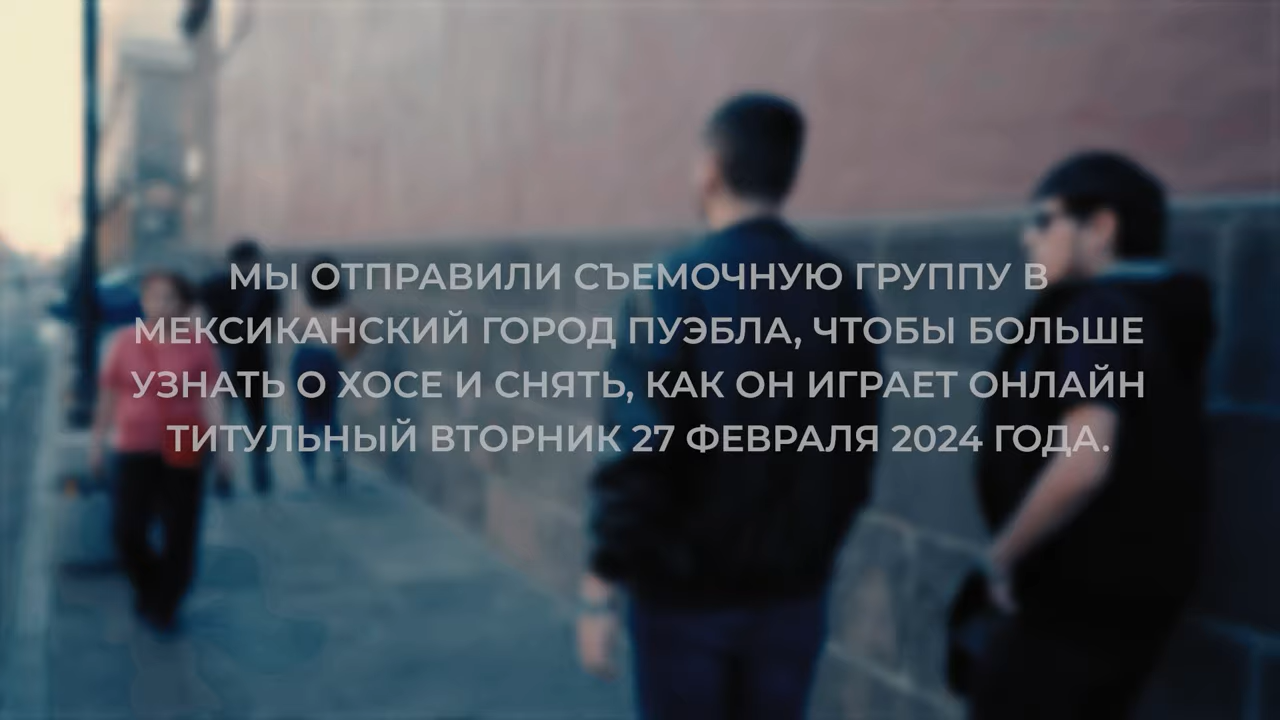 МЫ ОТПРАВИЛИ СЪЕМОЧНУЮ ГРУППУ В
МЕКСИКАНСКИЙ ГОРОД ПУЭБЛА, ЧТОБЫ БОЛЬШЕ
УЗНАТЬ О ХОСЕ И СНЯТЬ, КАК ОН ИГРАЕТ ОНЛАЙН
ТИТУЛЬНЫЙ ВТОРНИК 27 ФЕВРАЛЯ 2024 ГОДА.